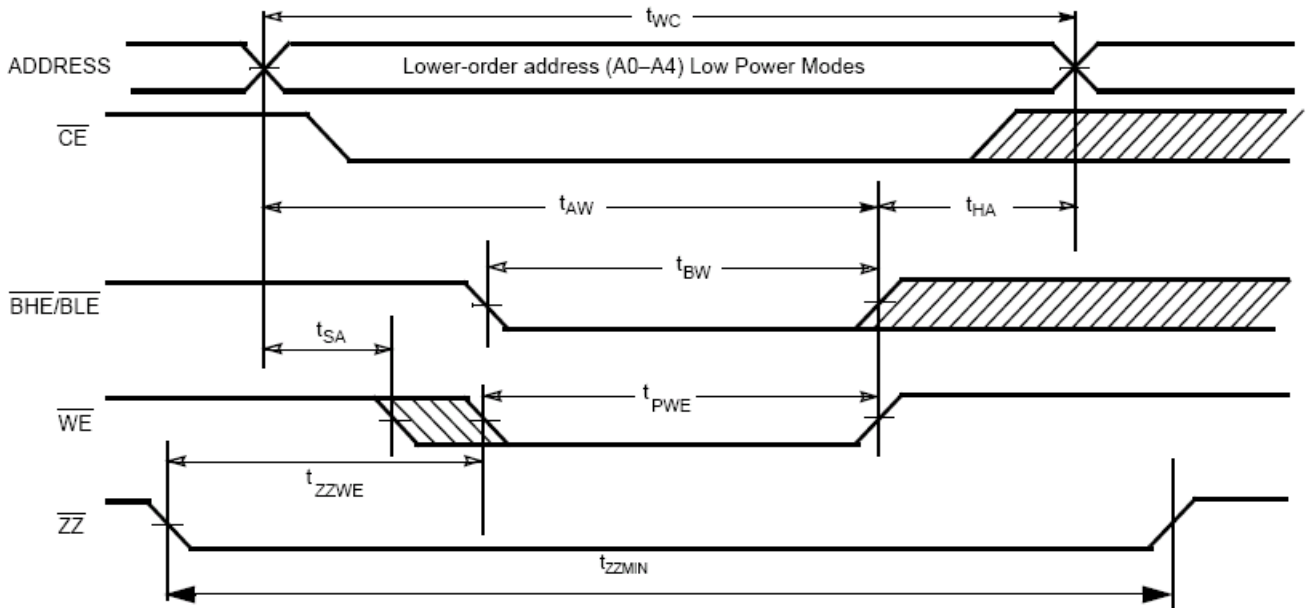 tWC
ADDRESS
Lower-order address (A0–A4) Low Power Modes
CE
tAW
tHA
tBW
BHE/BLE
tSA
tPWE
WE
tZZWE
ZZ
tZZMIN